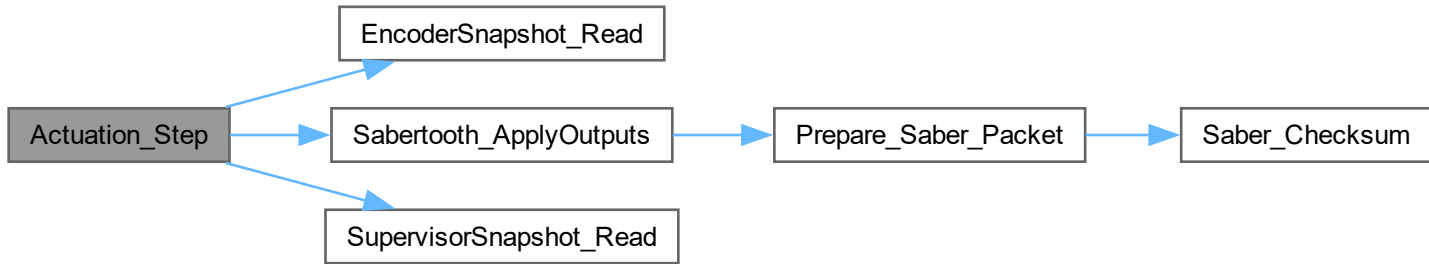 EncoderSnapshot_Read
Actuation_Step
Sabertooth_ApplyOutputs
Prepare_Saber_Packet
Saber_Checksum
SupervisorSnapshot_Read